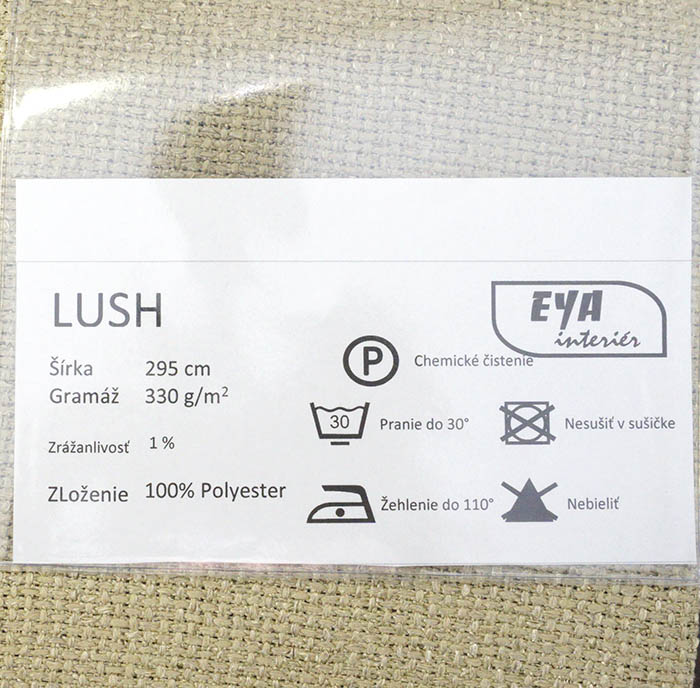 LUSH
EYA
interiér
Šírka 295 cm
Gramáž 330 g/m²
Zrážanlivosť 1 %
ZLoženie 100% Polyester
P Chemické čistenie
30 Pranie do 30°
Nesušiť v sušičke
Žehlenie do 110°
Nebieliť